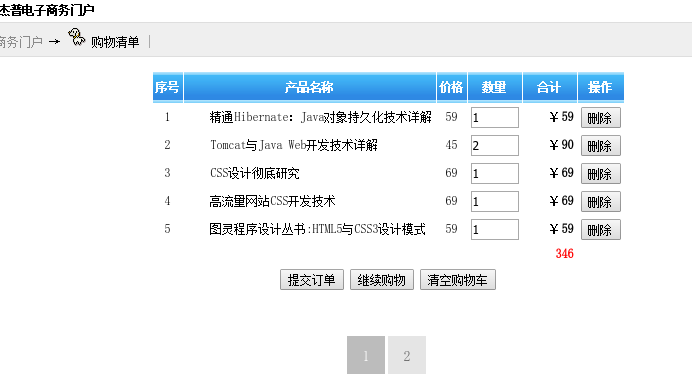 杰普电子商务门户
商务门户 → 购物清单
序号 产品名称 价格 数量 合计 操作
1 精通Hibernate：Java对象持久化技术详解 59 1 ￥59 删除
2 Tomcat与Java Web开发技术详解 45 2 ￥90 删除
3 CSS设计彻底研究 69 1 ￥69 删除
4 高流量网站CSS开发技术 69 1 ￥69 删除
5 图灵程序设计丛书:HTML5与CSS3设计模式 59 1 ￥59 删除
346
提交订单 继续购物 清空购物车
1 2